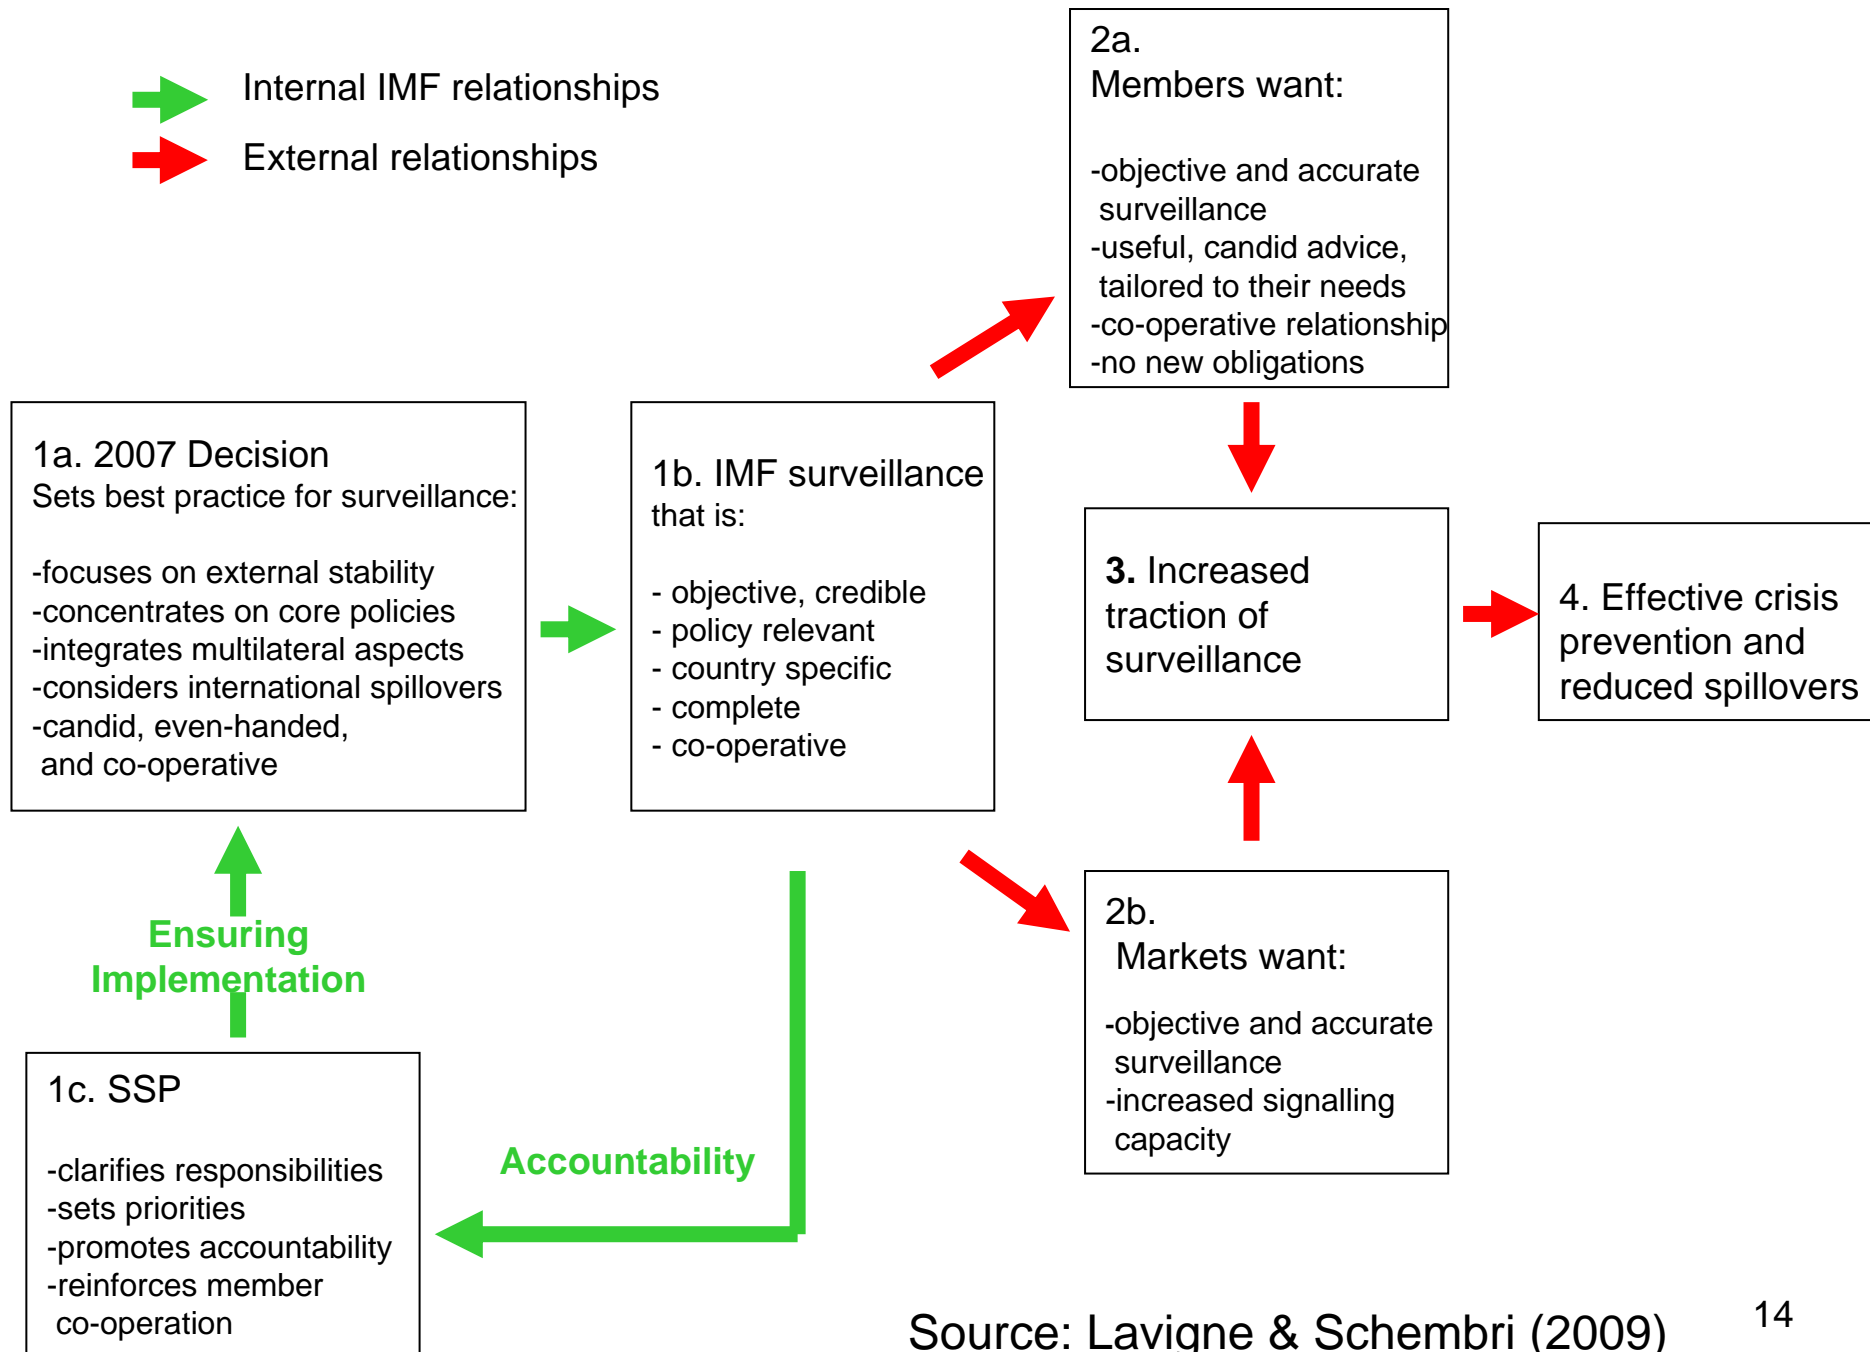 Internal IMF relationships
External relationships
2a.
Members want:
-objective and accurate
surveillance
-useful, candid advice,
tailored to their needs
-co-operative relationship
-no new obligations
1a. 2007 Decision
Sets best practice for surveillance:
-focuses on external stability
-concentrates on core policies
-integrates multilateral aspects
-considers international spillovers
-candid, even-handed,
and co-operative
1b. IMF surveillance
that is:
- objective, credible
- policy relevant
- country specific
- complete
- co-operative
3. Increased
traction of
surveillance
4. Effective crisis
prevention and
reduced spillovers
Ensuring
Implementation
2b.
Markets want:
-objective and accurate
surveillance
-increased signalling
capacity
1c. SSP
-clarifies responsibilities
-sets priorities
-promotes accountability
-reinforces member
co-operation
Accountability
Source: Lavigne & Schembri (2009)
14